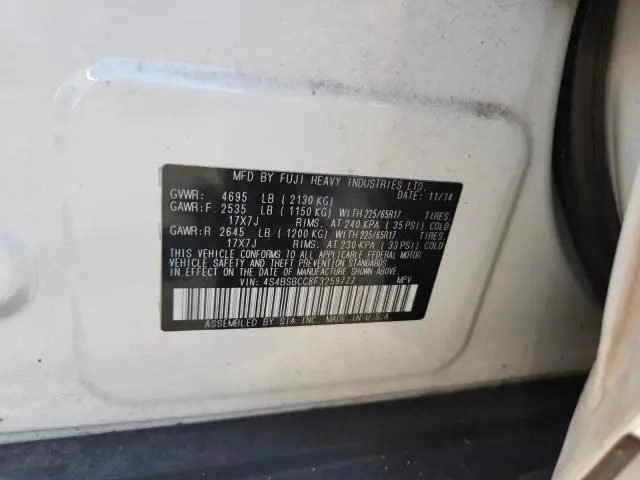 MFD BY FUJI HEAVY INDUSTRIES LTD.
GVWR: 4695 LB (2130 KG) DATE: 11/14
GAWR:F 2535 LB (1150 KG) WITH 225/65R17 TIRES.
17X7J RIMS. AT 240 KPA (35 PSI) COLD
GAWR:R 2645 LB (1200 KG) WITH 225/65R17 TIRES.
17X7J RIMS. AT 230 KPA (33 PSI) COLD
THIS VEHICLE CONFORMS TO ALL APPLICABLE FEDERAL MOTOR
VEHICLE SAFETY AND THEFT PREVENTION STANDARDS IN
EFFECT ON THE DATE OF MANUFACTURE SHOWN ABOVE.
VIN: 4S4BSBCC8F3259777 MPV
ASSEMBLED BY SIA INC. MADE IN U.S.A